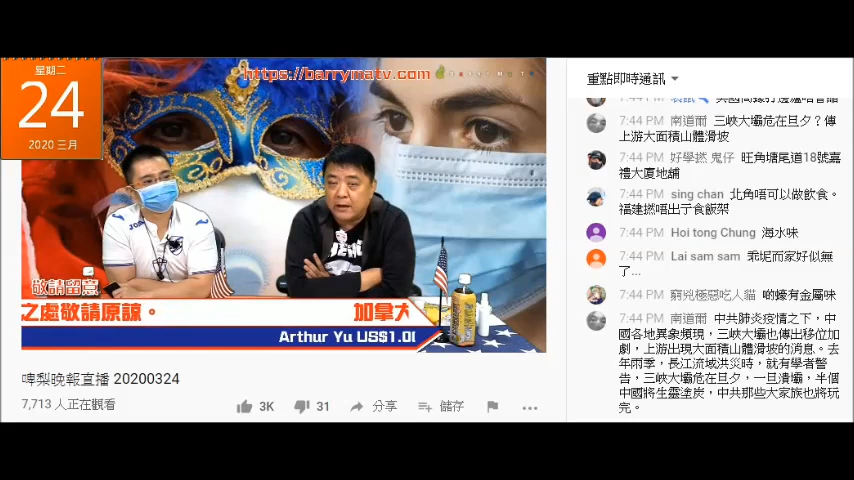 星期二
24
2020 三月
https://barrymatv.com
敬請留意
之處敬請原諒。
加拿大
Arthur Yu US$1.00
啤梨晚報直播 20200324
7,713 人正在觀看
3K
31
分享
儲存
重點即時通訊
7:44 PM 南道爾 三峽大壩危在旦夕？傳
上游大面積山體滑坡
7:44 PM 好學撚 鬼仔 旺角塘尾道18號嘉
禮大廈地舖
7:44 PM sing chan 北角唔可以做飲食。
福建撚唔出亍食飯架
7:44 PM Hoi tong Chung 海水味
7:44 PM Lai sam sam 乖坭而家好似無
了...
7:44 PM 窮兇極惡吃人貓 啲蠔有金屬味
7:44 PM 南道爾 中共肺炎疫情之下，中
國各地異象頻現，三峽大壩也傳出移位加
劇，上游出現大面積山體滑坡的消息。去
年雨季，長江流域洪災時，就有學者警
告，三峽大壩危在旦夕，一旦潰壩，半個
中國將生靈塗炭，中共那些大家族也將玩
完。